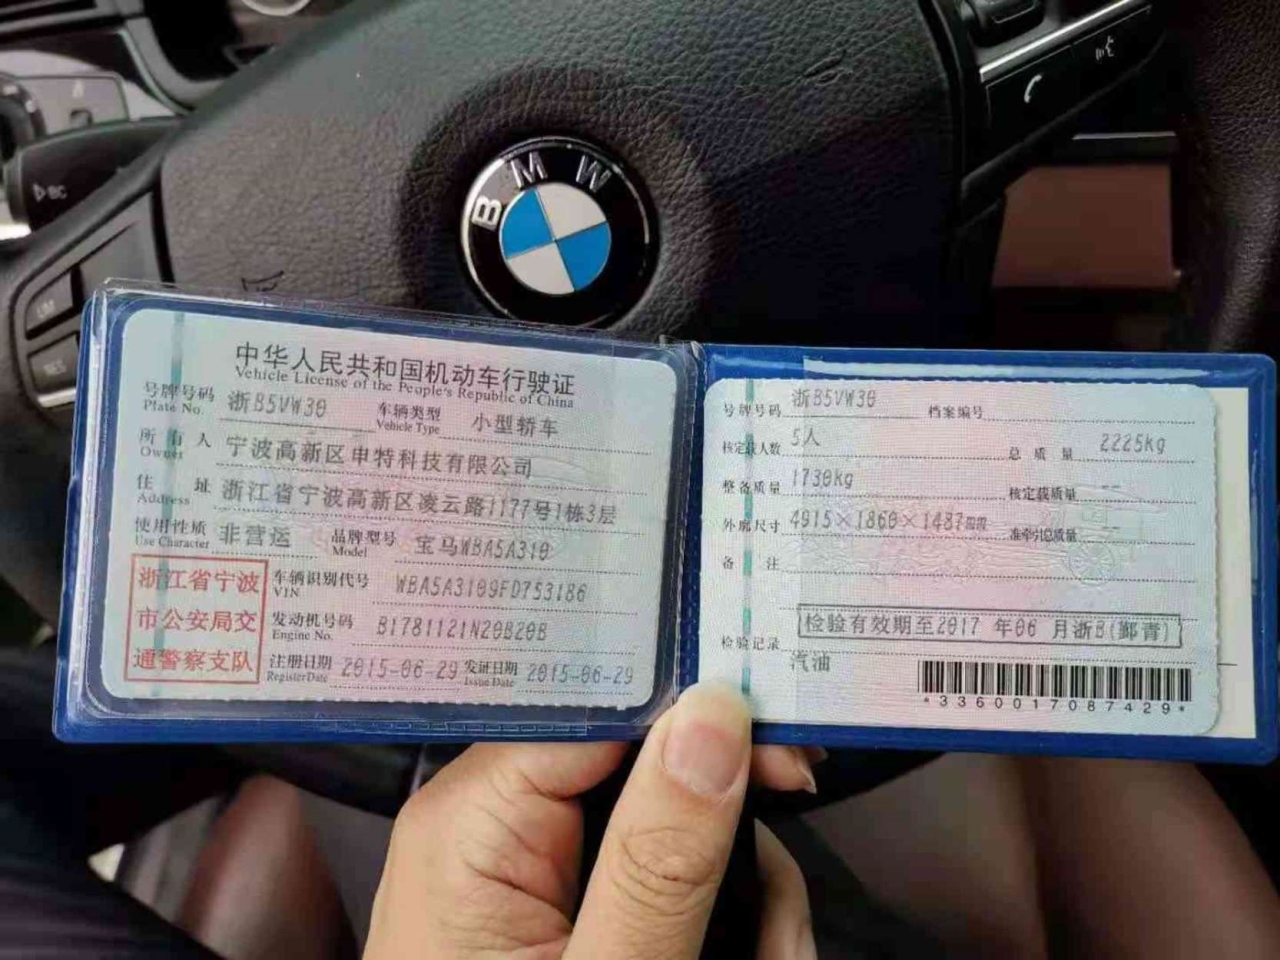 BMW
BC
LIM
RES
中华人民共和国机动车行驶证
Vehicle License of the People's Republic of China
号牌号码 浙B5VW30 车辆类型 小型轿车
Plate No. Vehicle Type
所有人 宁波高新区申特科技有限公司
Owner
住址 浙江省宁波高新区凌云路1177号1栋3层
Address
使用性质 非营运 品牌型号 宝马WBA5A310
Use Character Model
浙江省宁波
市公安局交
通警察支队
车辆识别代号 WBA5A3109FD753186
VIN
发动机号码 B1781121N20B20B
Engine No.
注册日期 2015-06-29 发证日期 2015-06-29
Register Date Issue Date
号牌号码 浙B5VW30 档案编号
核定载人数 5人 总质量 2225kg
整备质量 1730kg 核定载质量 --
外廓尺寸 4915×1860×1487mm 准牵引总质量 --
备注
检验有效期至2017 年06 月浙B(鄞青)
检验记录
汽油
*3360017087429*